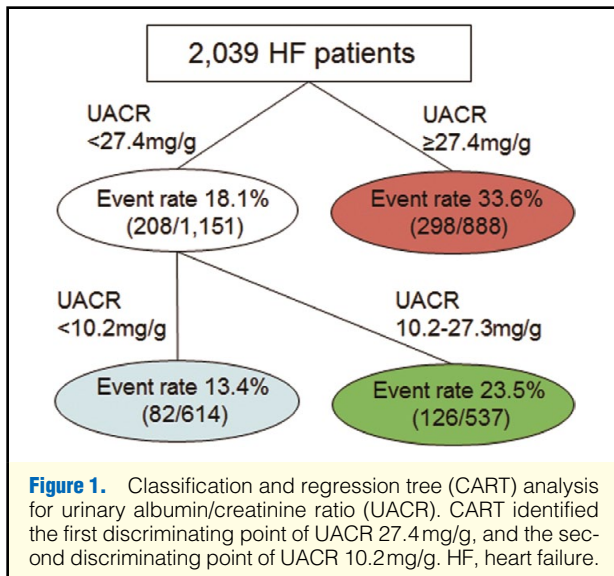 2,039 HF patients
UACR
<27.4mg/g
UACR
≥27.4mg/g
Event rate 18.1%
(208/1,151)
Event rate 33.6%
(298/888)
UACR
<10.2mg/g
UACR
10.2-27.3mg/g
Event rate 13.4%
(82/614)
Event rate 23.5%
(126/537)
Figure 1. Classification and regression tree (CART) analysis
for urinary albumin/creatinine ratio (UACR). CART identified
the first discriminating point of UACR 27.4 mg/g, and the sec-
ond discriminating point of UACR 10.2 mg/g. HF, heart failure.